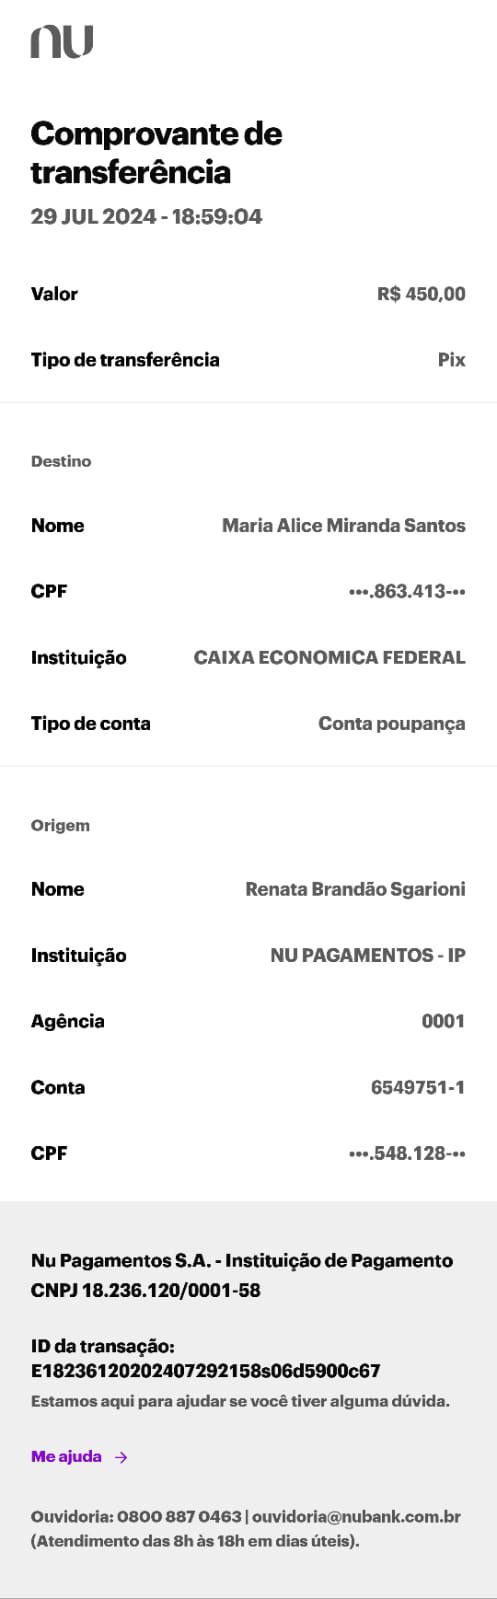 nu
Comprovante de
transferência
29 JUL 2024 - 18:59:04
Valor R$ 450,00
Tipo de transferência Pix
Destino
Nome Maria Alice Miranda Santos
CPF •••.863.413-••
Instituição CAIXA ECONOMICA FEDERAL
Tipo de conta Conta poupança
Origem
Nome Renata Brandão Sgarioni
Instituição NU PAGAMENTOS - IP
Agência 0001
Conta 6549751-1
CPF •••.548.128-••
Nu Pagamentos S.A. - Instituição de Pagamento
CNPJ 18.236.120/0001-58
ID da transação:
E18236120202407292158s06d5900c67
Estamos aqui para ajudar se você tiver alguma dúvida.
Me ajuda →
Ouvidoria: 0800 887 0463 | ouvidoria@nubank.com.br
(Atendimento das 8h às 18h em dias úteis).